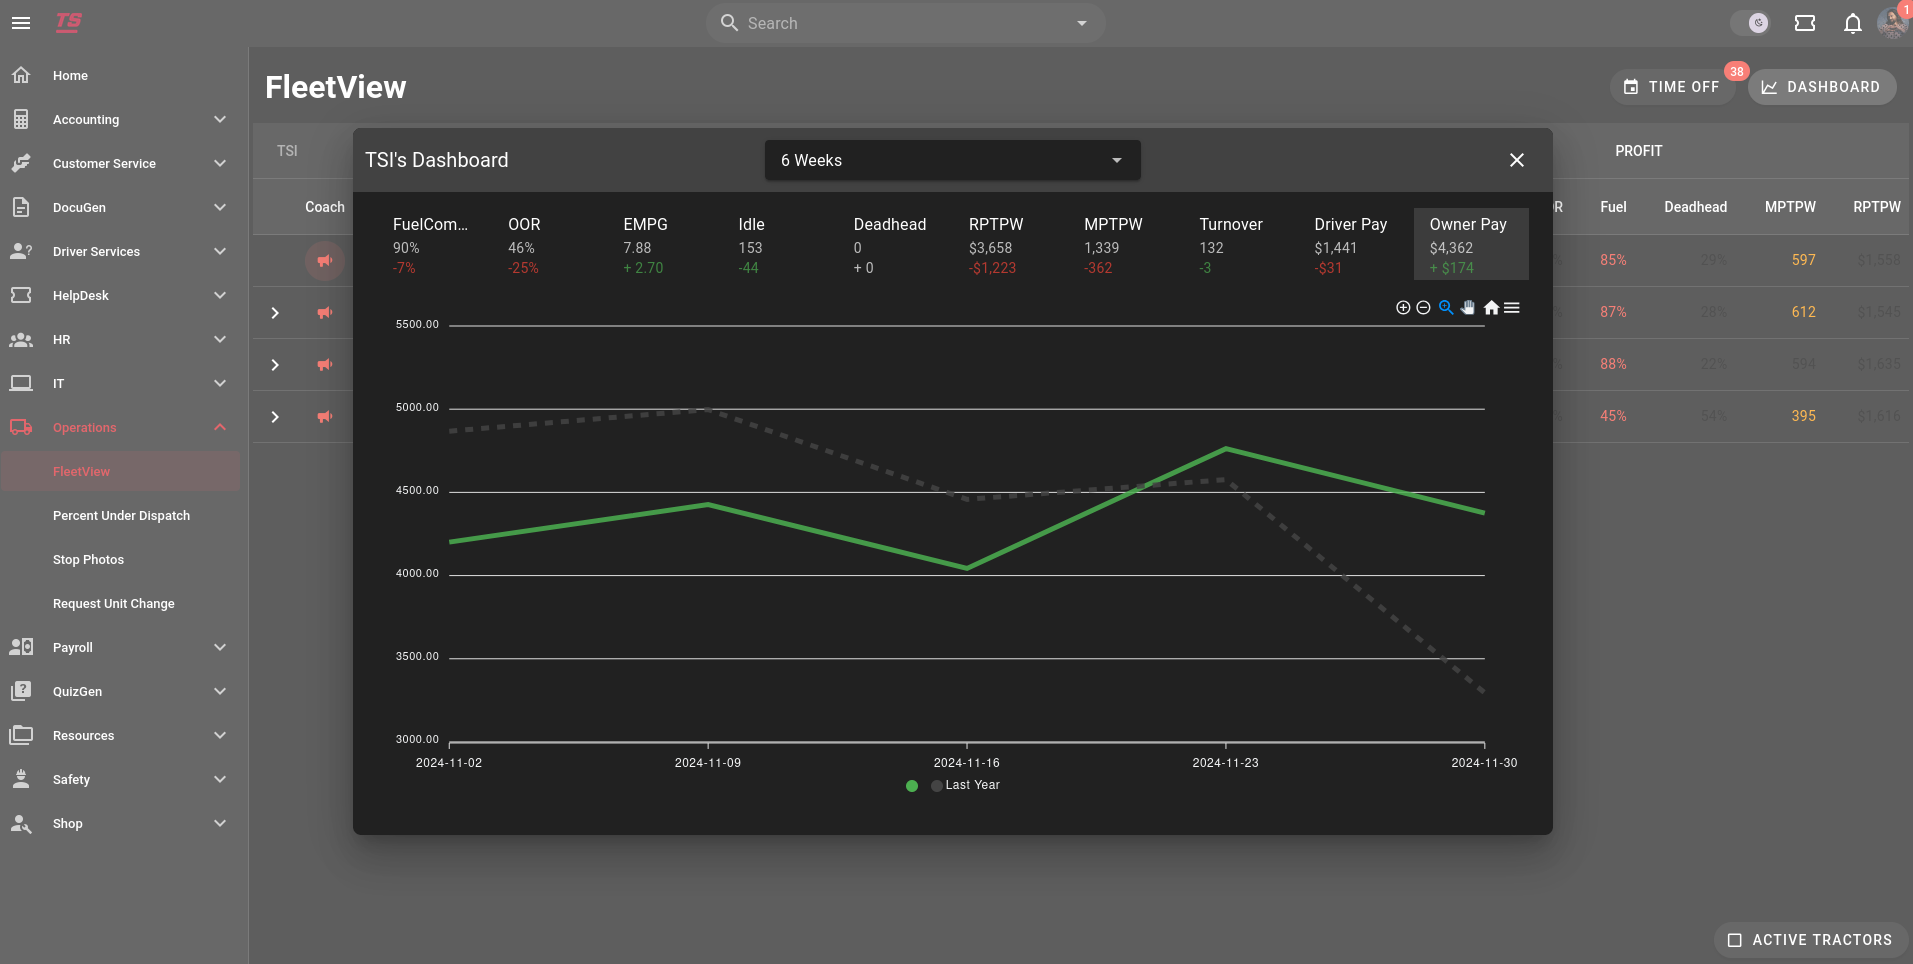 TS
Search
1
Home
Accounting
Customer Service
DocuGen
Driver Services
HelpDesk
HR
IT
Operations
FleetView
Percent Under Dispatch
Stop Photos
Request Unit Change
Payroll
QuizGen
Resources
Safety
Shop
FleetView
TIME OFF
38
DASHBOARD
TSI
PROFIT
Coach
R Fuel Deadhead MPTPW RPTPW
85% 29% 597 $1,558
87% 28% 612 $1,545
88% 22% 594 $1,635
45% 54% 395 $1,616
TSI's Dashboard
6 Weeks
FuelCom... OOR EMPG Idle Deadhead RPTPW MPTPW Turnover Driver Pay Owner Pay
90% 46% 7.88 153 0 $3,658 1,339 132 $1,441 $4,362
-7% -25% + 2.70 -44 + 0 -$1,223 -362 -3 -$31 + $174
5500.00
5000.00
4500.00
4000.00
3500.00
3000.00
2024-11-02 2024-11-09 2024-11-16 2024-11-23 2024-11-30
Last Year
ACTIVE TRACTORS